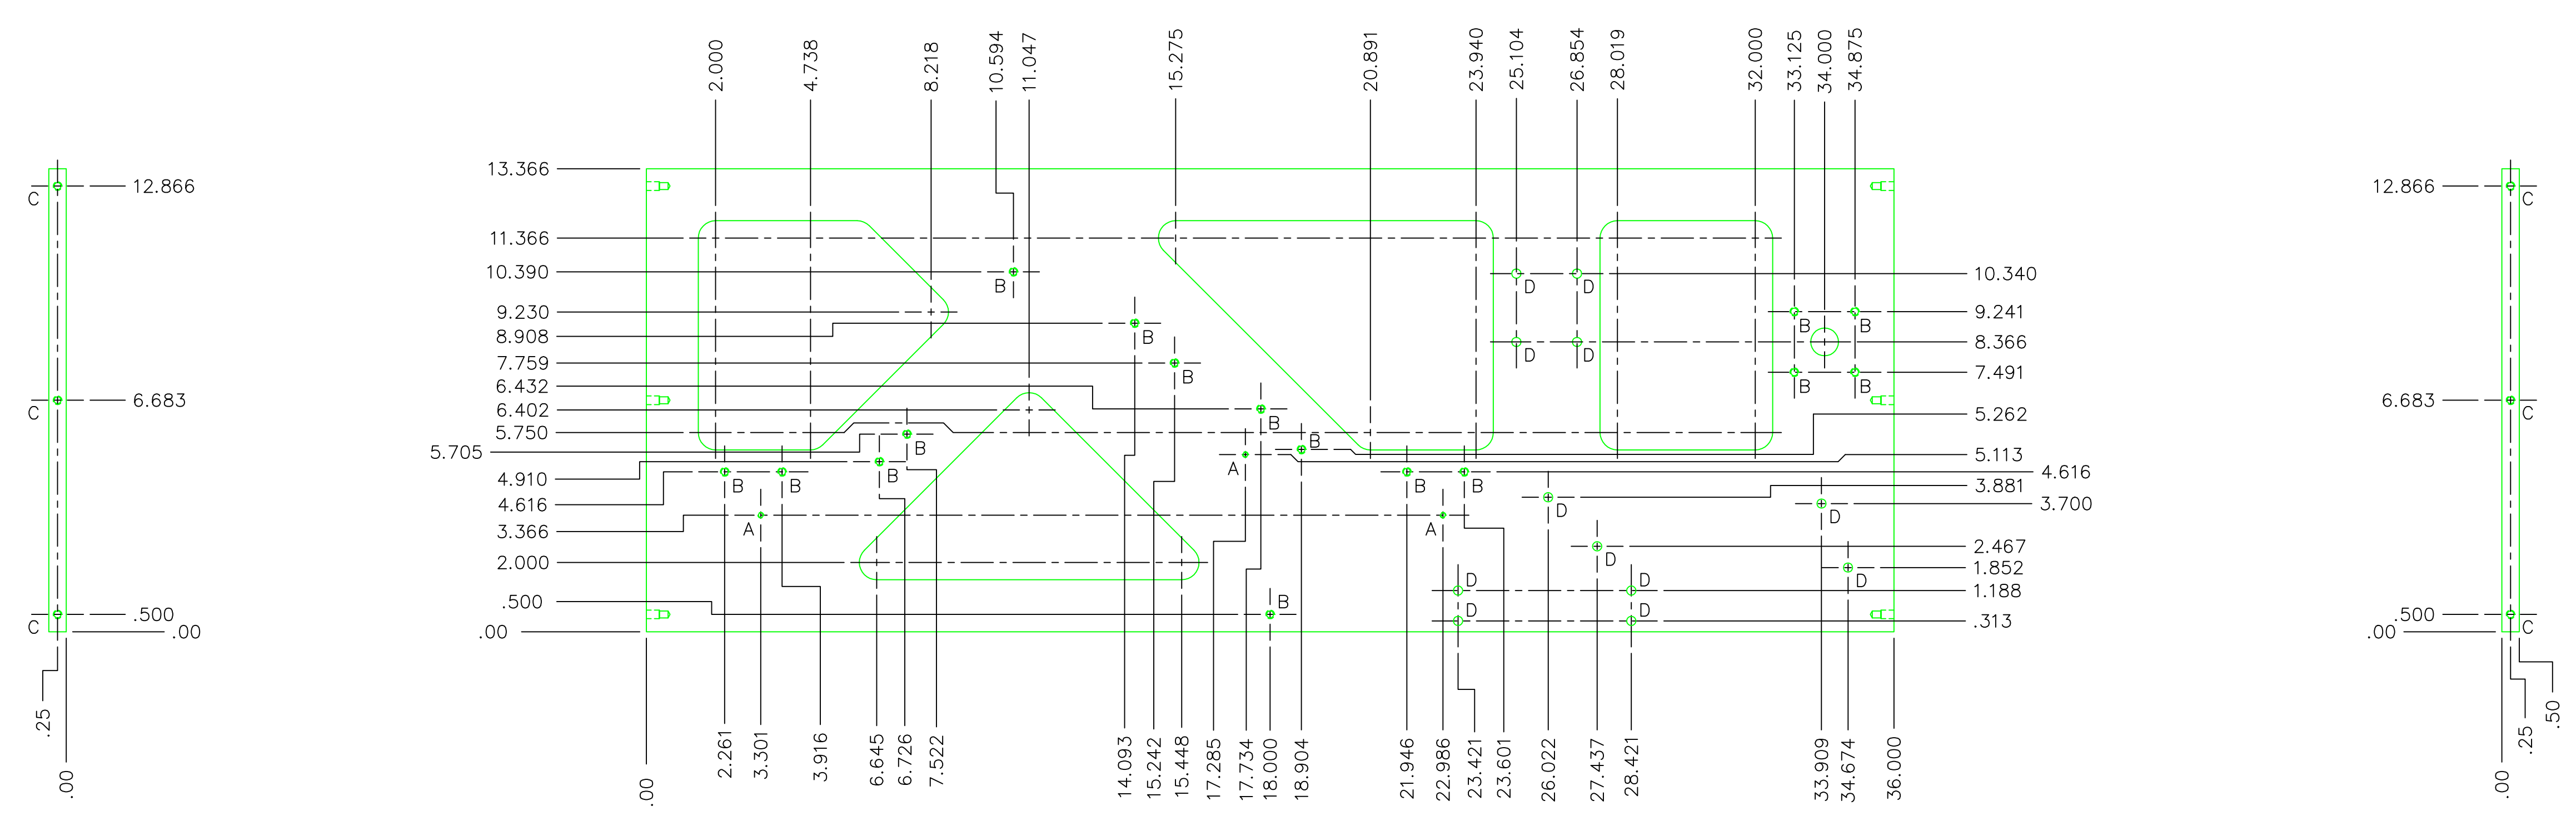 2.000
4.738
8.218
10.594
11.047
15.275
20.891
23.940
25.104
26.854
28.019
32.000
33.125
34.000
34.875
12.866
C
6.683
C
.500
C
.00
.25
.00
13.366
11.366
10.390
9.230
8.908
7.759
6.432
6.402
5.750
5.705
4.910
4.616
3.366
2.000
.500
.00
B
B
B
B
B
B
B
B
B
A
A
A
B
B
B
B
B
B
B
B
D
D
D
D
D
D
D
D
D
D
D
D
10.340
9.241
8.366
7.491
5.262
5.113
4.616
3.881
3.700
2.467
1.852
1.188
.313
.00
2.261
3.301
3.916
6.645
6.726
7.522
14.093
15.242
15.448
17.285
17.734
18.000
18.904
21.946
22.986
23.421
23.601
26.022
27.437
28.421
33.909
34.674
36.000
12.866
C
6.683
C
.500
C
.00
.00
.25
.50